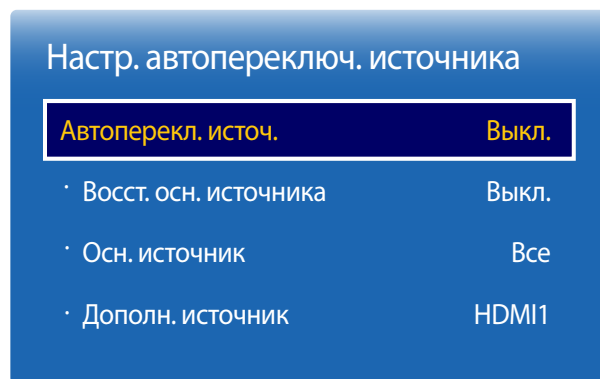 Настр. автопереключ. источника
Автоперекл. источ. Выкл.
· Восст. осн. источника Выкл.
· Осн. источник Все
· Дополн. источник HDMI1